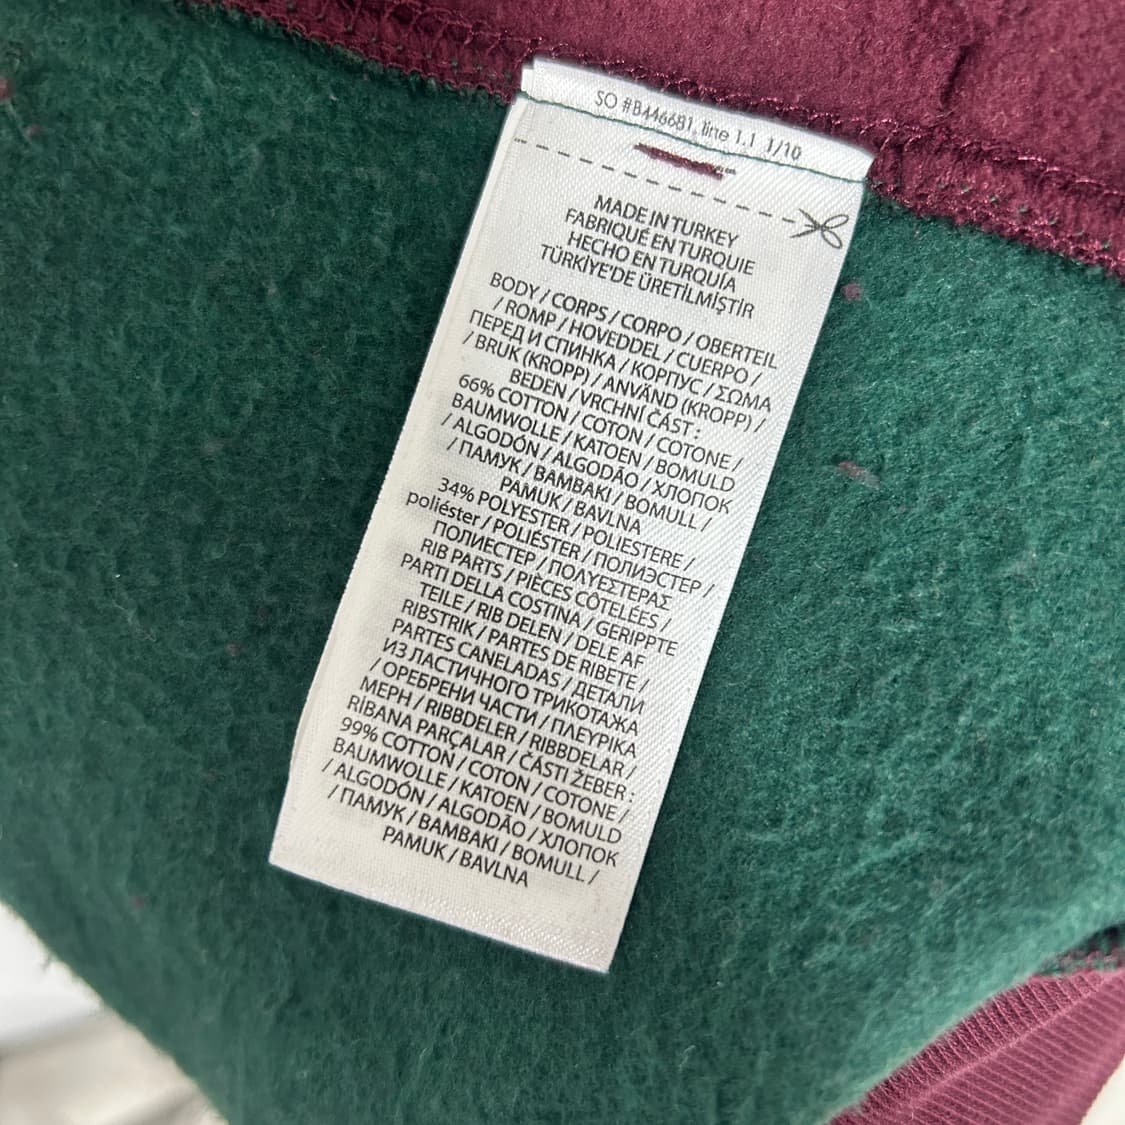 SO #B446681, line 1.1 1/10
MADE IN TURKEY
FABRIQUÉ EN TURQUIE
HECHO EN TURQUÍA
TÜRKİYE'DE ÜRETİLMİŞTİR
BODY / CORPS / CORPO / OBERTEIL
/ ROMP / HOVEDDEL / CUERPO /
ПЕРЕД И СПИНКА / КОРПУС / ΣΩΜΑ
/ BRUK (KROPP) / ANVÄND (KROPP) /
BEDEN / VRCHNÍ ČÁST :
66% COTTON / COTON / COTONE /
BAUMWOLLE / KATOEN / BOMULD
/ ALGODÓN / ALGODÃO / ХЛОПОК
/ ПАМУК / ΒΑΜΒΑΚΙ / BOMULL /
PAMUK / BAVLNA
34% POLYESTER / POLIESTERE /
poliéster / POLIÉSTER / ПОЛИЭСТЕР /
ПОЛИЕСТЕР / ΠΟΛΥΕΣΤΕΡΑΣ
RIB PARTS / PIÈCES CÔTELÉES /
PARTI DELLA COSTINA / GERIPPTE
TEILE / RIB DELEN / DELE AF
RIBSTRIK / PARTES DE RIBETE /
PARTES CANELADAS / ДЕТАЛИ
ИЗ ЛАСТИЧНОГО ТРИКОТАЖА
/ ОРЕБРЕНИ ЧАСТИ / ΠΛΕΥΡΙΚΑ
ΜΕΡΗ / RIBBDELER / RIBBDELAR /
RİBANA PARÇALAR / ČÁSTI ŽEBER :
99% COTTON / COTON / COTONE /
BAUMWOLLE / KATOEN / BOMULD
/ ALGODÓN / ALGODÃO / ХЛОПОК
/ ПАМУК / ΒΑΜΒΑΚΙ / BOMULL /
PAMUK / BAVLNA